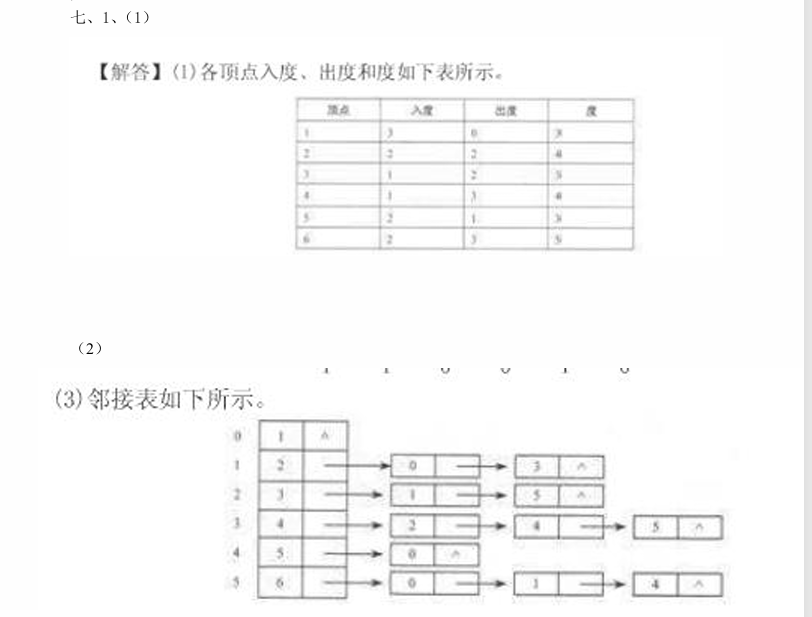 七、1、(1)
【解答】(1)各顶点入度、出度和度如下表所示。
顶点 入度 出度 度
1 3 0 3
2 2 2 4
3 1 2 3
4 1 3 4
5 2 1 3
6 2 3 5
(2)
(3)邻接表如下所示。
0 1 ∧
1 2 0 3 ∧
2 3 1 5 ∧
3 4 2 4 5 ∧
4 5 0 ∧
5 6 0 1 4 ∧